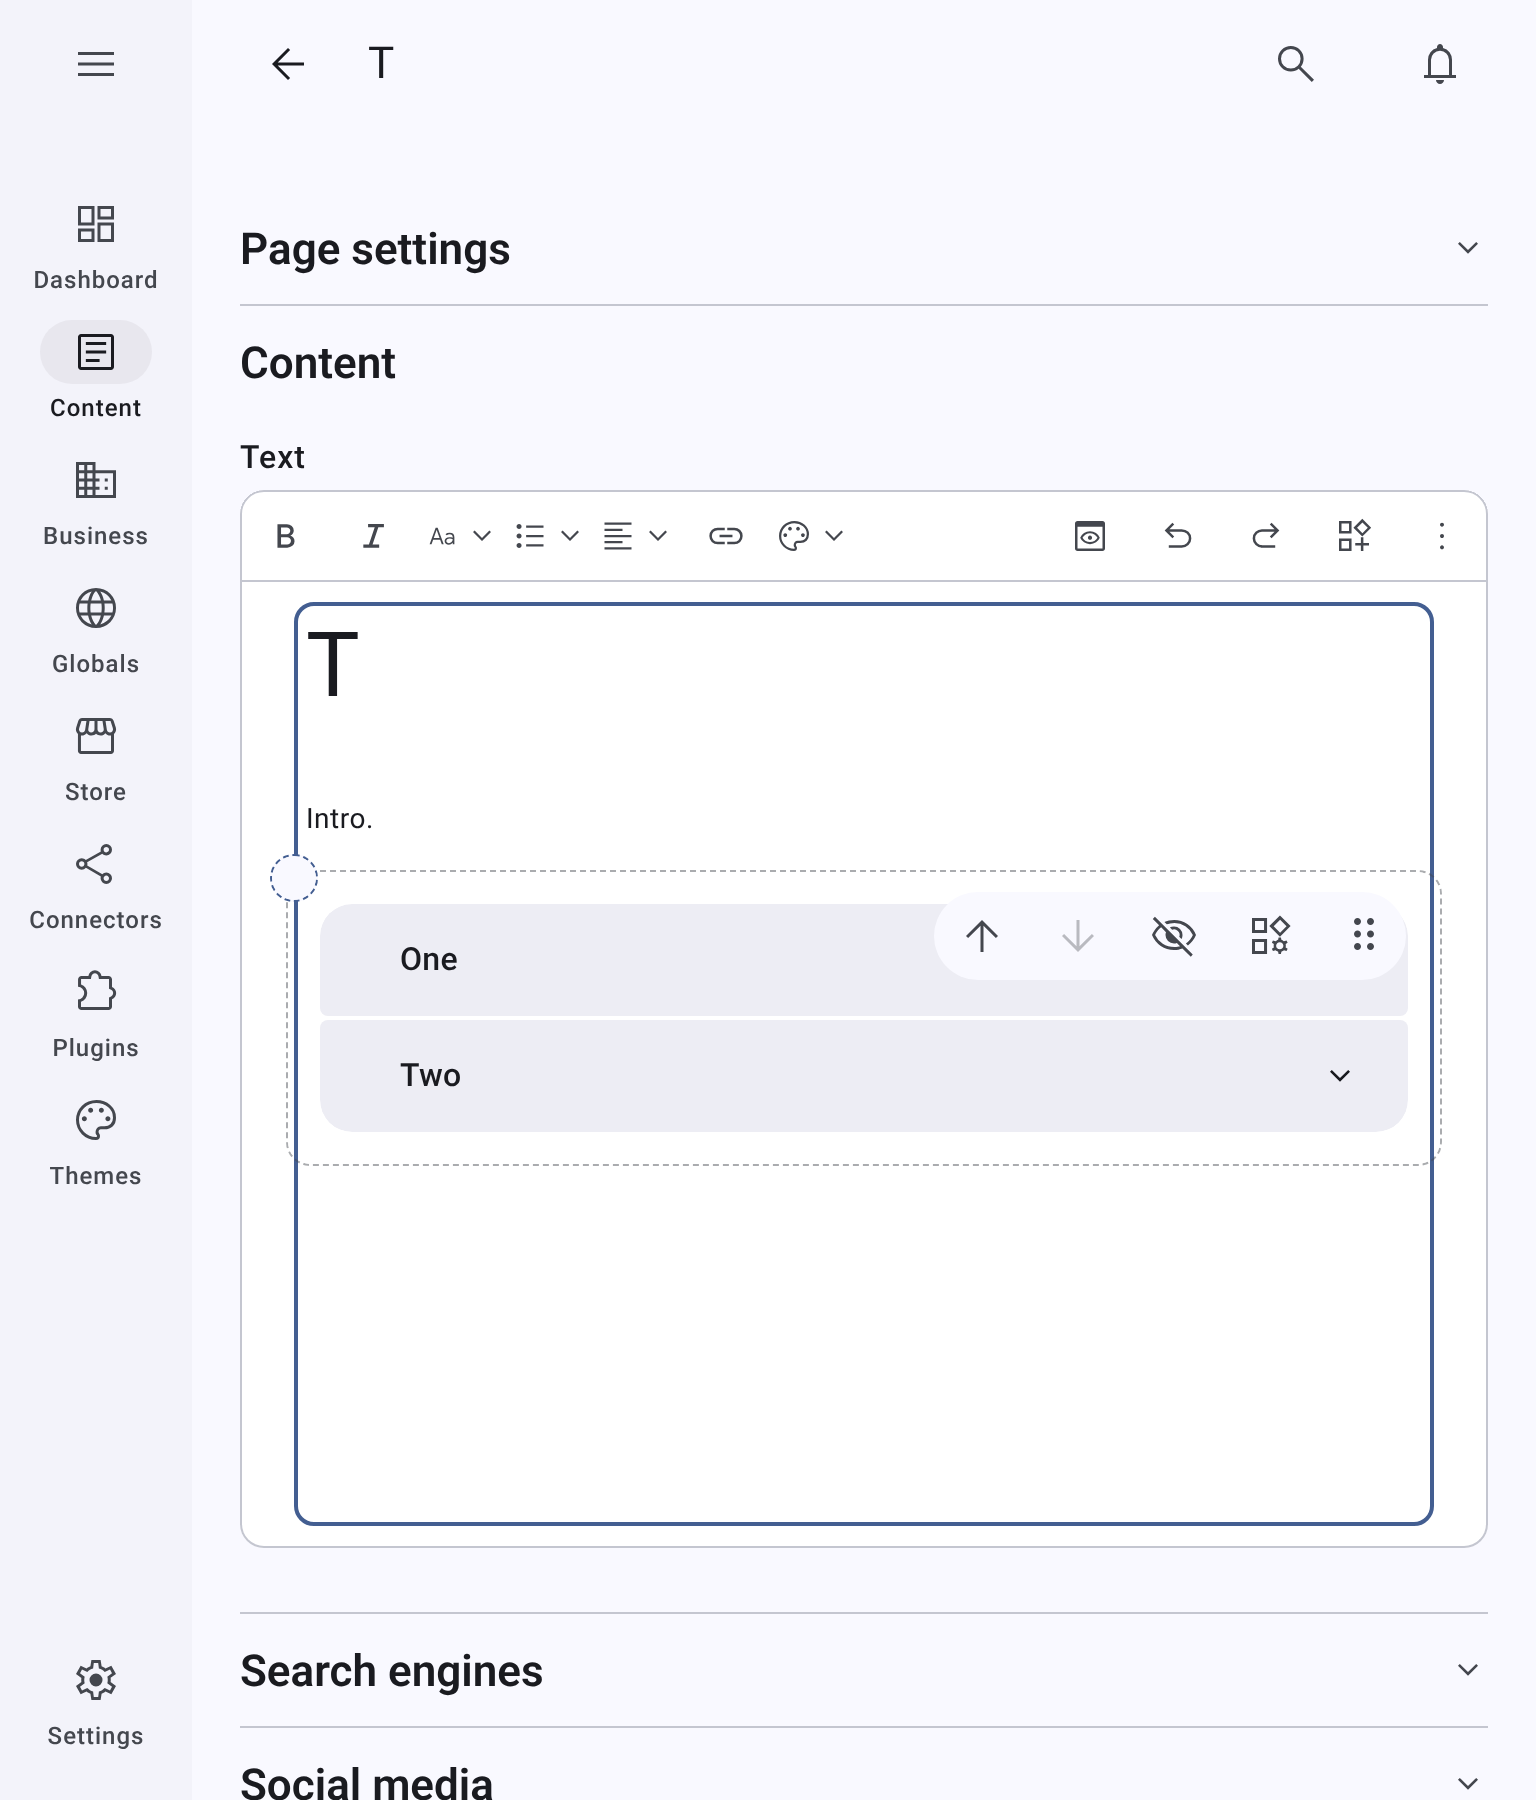 T
Dashboard
Content
Business
Globals
Store
Connectors
Plugins
Themes
Settings
Page settings
Content
Text
B I Aa
T
Intro.
One
Two
Search engines
Social media